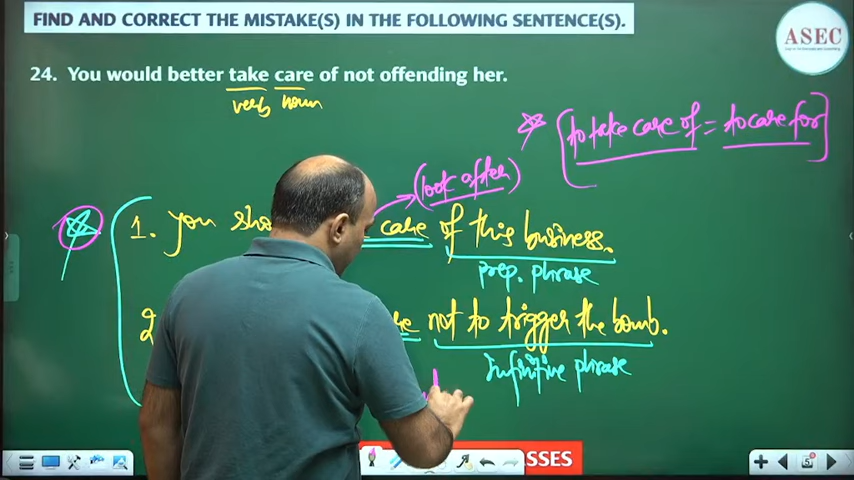 FIND AND CORRECT THE MISTAKE(S) IN THE FOLLOWING SENTENCE(S).
ASEC
24. You would better take care of not offending her.
verb noun
to take care of = to care for
(look after)
1. You sho care of this business.
prep. phrase
2 not to trigger the bomb.
Infinitive phrase
SSES